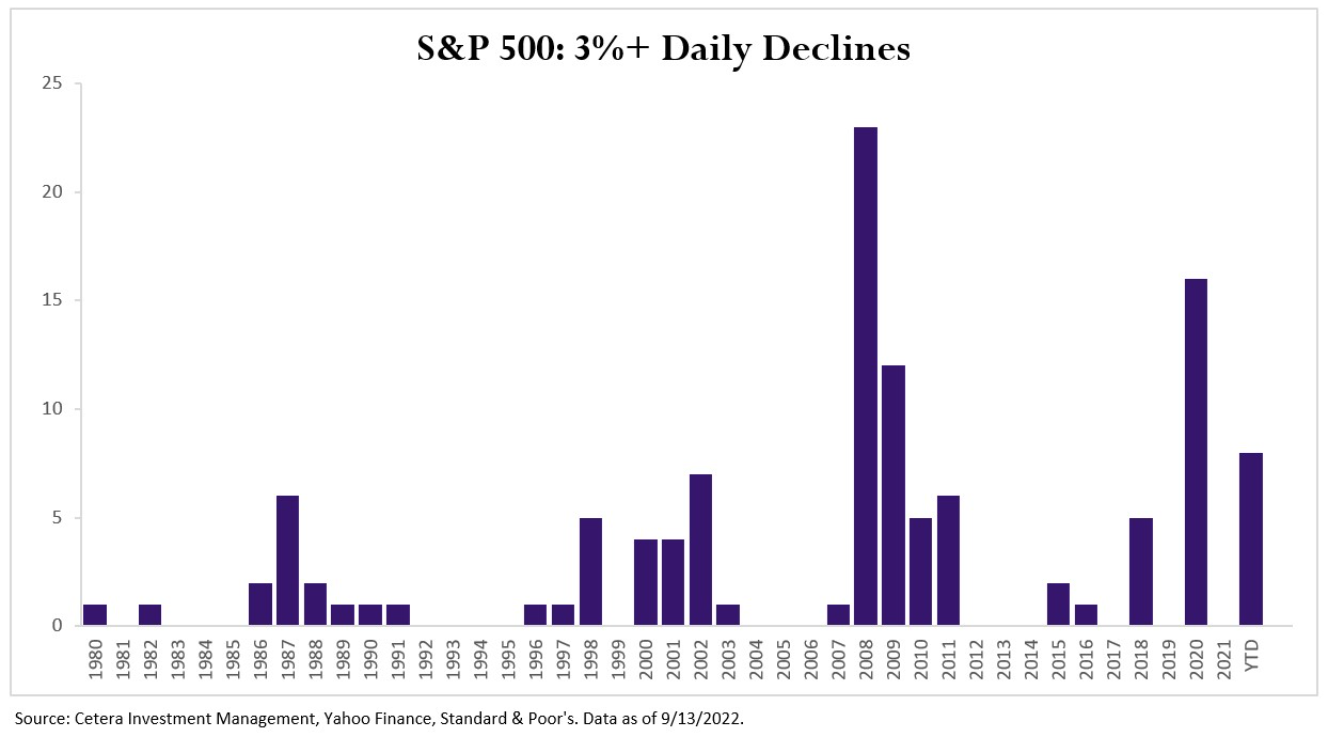 S&P 500: 3%+ Daily Declines
25
20
15
10
5
0
1980 1981 1982 1983 1984 1985 1986 1987 1988 1989 1990 1991 1992 1993 1994 1995 1996 1997 1998 1999 2000 2001 2002 2003 2004 2005 2006 2007 2008 2009 2010 2011 2012 2013 2014 2015 2016 2017 2018 2019 2020 2021 YTD
Source: Cetera Investment Management, Yahoo Finance, Standard & Poor's. Data as of 9/13/2022.